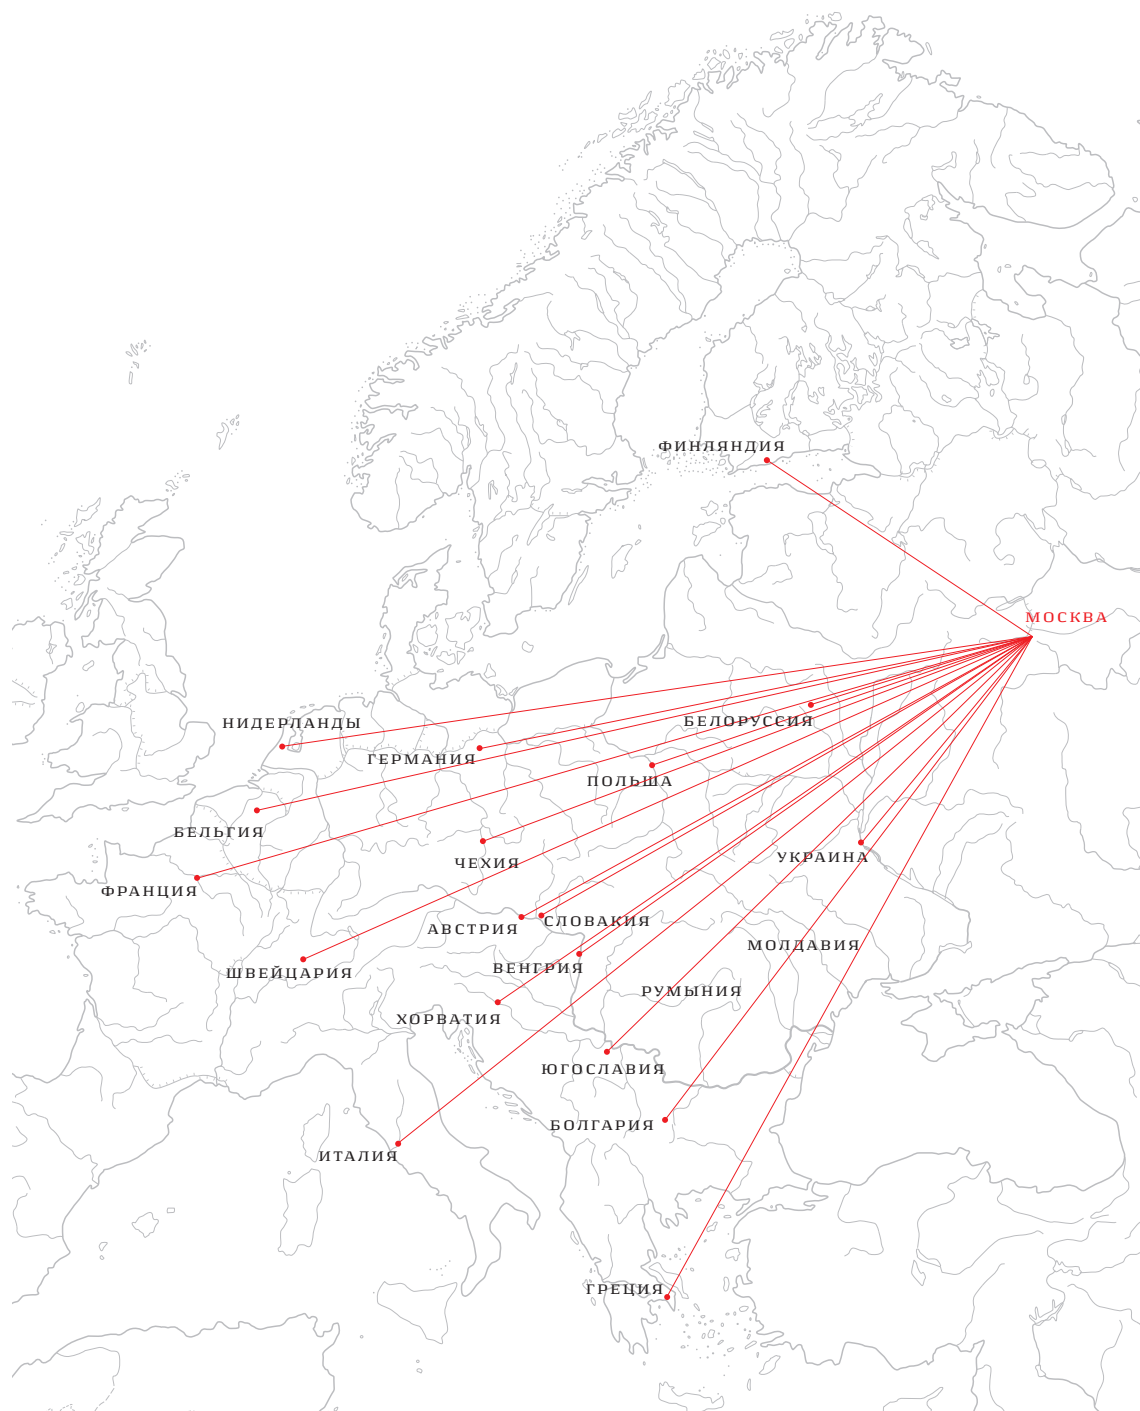 ФИНЛЯНДИЯ
МОСКВА
НИДЕРЛАНДЫ
БЕЛОРУССИЯ
ГЕРМАНИЯ
ПОЛЬША
БЕЛЬГИЯ
ЧЕХИЯ
УКРАИНА
ФРАНЦИЯ
АВСТРИЯ
СЛОВАКИЯ
МОЛДАВИЯ
ШВЕЙЦАРИЯ
ВЕНГРИЯ
РУМЫНИЯ
ХОРВАТИЯ
ЮГОСЛАВИЯ
БОЛГАРИЯ
ИТАЛИЯ
ГРЕЦИЯ